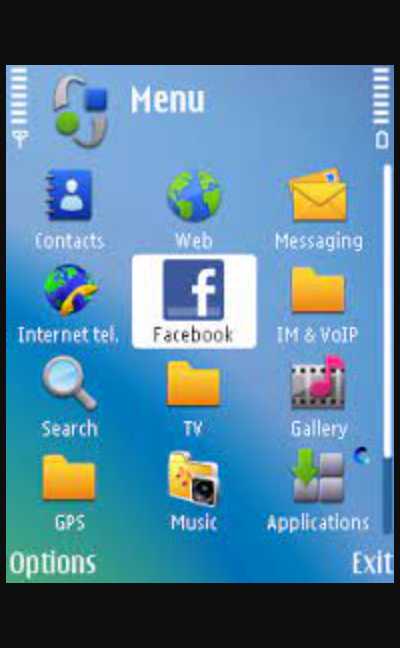 Menu
Contacts Web Messaging
Internet tel. Facebook IM & VoIP
Search TV Gallery
GPS Music Applications
Options Exit